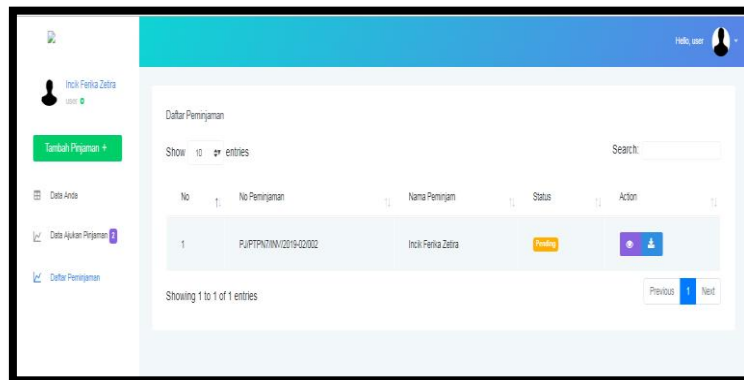 Hello, user
Incik Ferika Zetira
user
Tambah Pinjaman +
Data Anda
Data Ajukan Pinjaman 2
Daftar Peminjaman
Daftar Peminjaman
Show 10 entries
Search:
No No Peminjaman Nama Peminjam Status Action
1 PJ/PTPN7/INV/2019-02/002 Incik Ferika Zetira Pending
Showing 1 to 1 of 1 entries
Previous 1 Next